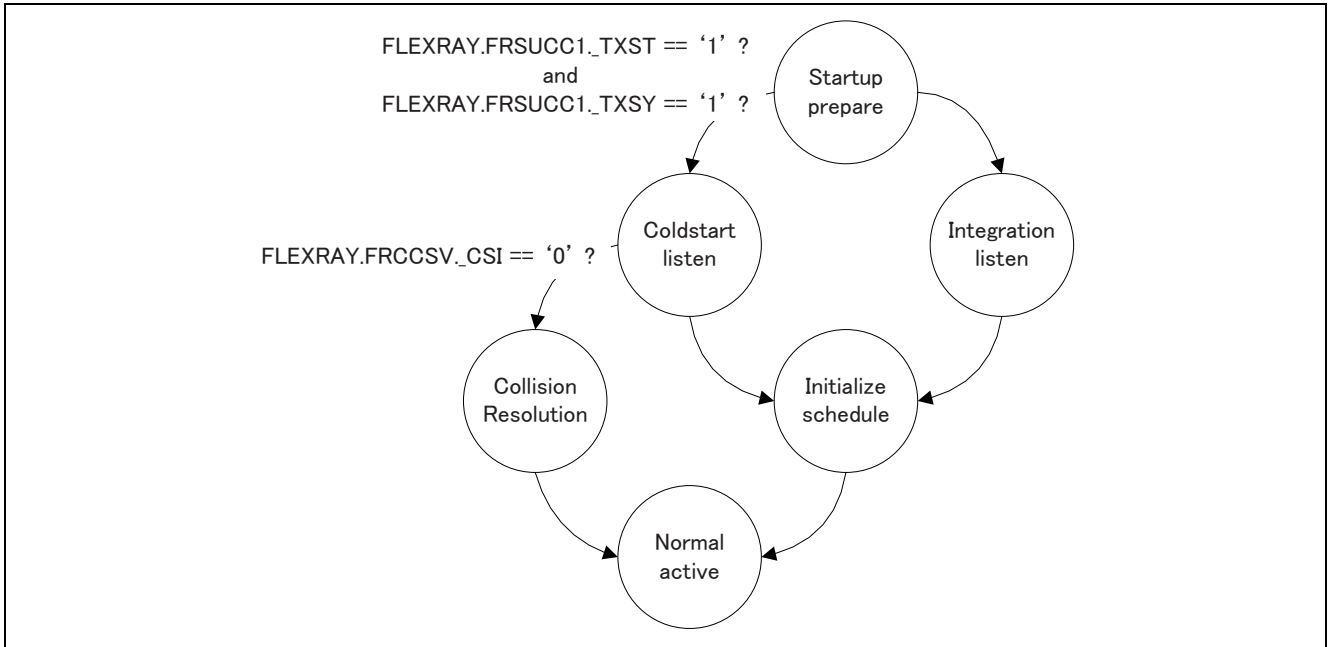 FLEXRAY.FRSUCC1._TXST == ‘1’ ?
and
FLEXRAY.FRSUCC1._TXSY == ‘1’ ?
Startup
prepare
Coldstart
listen
Integration
listen
FLEXRAY.FRCCSV._CSI == ‘0’ ?
Collision
Resolution
Initialize
schedule
Normal
active